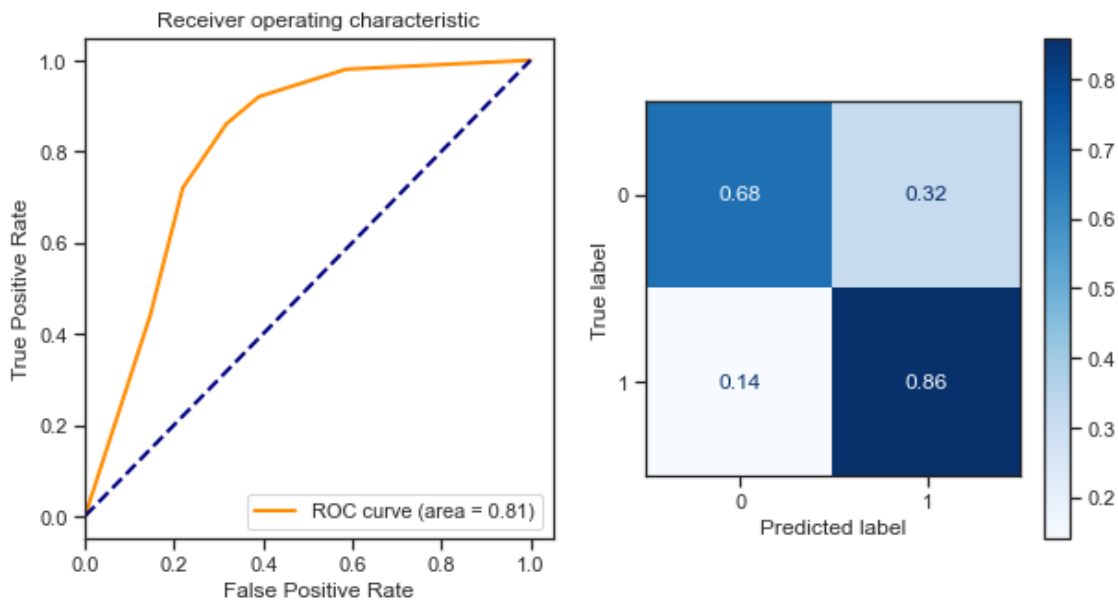 Receiver operating characteristic
True Positive Rate
1.0
0.8
0.6
0.4
0.2
0.0
ROC curve (area = 0.81)
0.0 0.2 0.4 0.6 0.8 1.0
False Positive Rate
True label
0
1
0.68 0.32
0.14 0.86
0 1
Predicted label
0.8
0.7
0.6
0.5
0.4
0.3
0.2